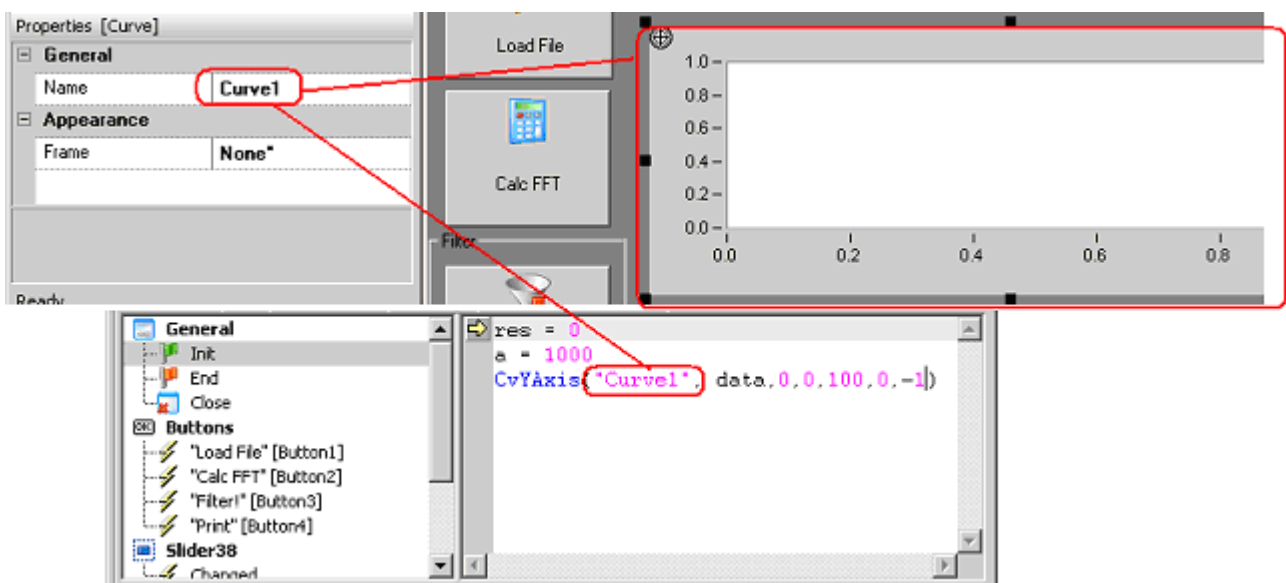 Properties [Curve]
General
Name Curve1
Appearance
Frame None*
Ready
Load File
Calc FFT
Filter
1.0
0.8
0.6
0.4
0.2
0.0
0.0 0.2 0.4 0.6 0.8
General
Init
End
Close
Buttons
"Load File" [Button1]
"Calc FFT" [Button2]
"Filter!" [Button3]
"Print" [Button4]
Slider38
Changed
res = 0
a = 1000
CvYAxis("Curve1", data,0,0,100,0,-1)